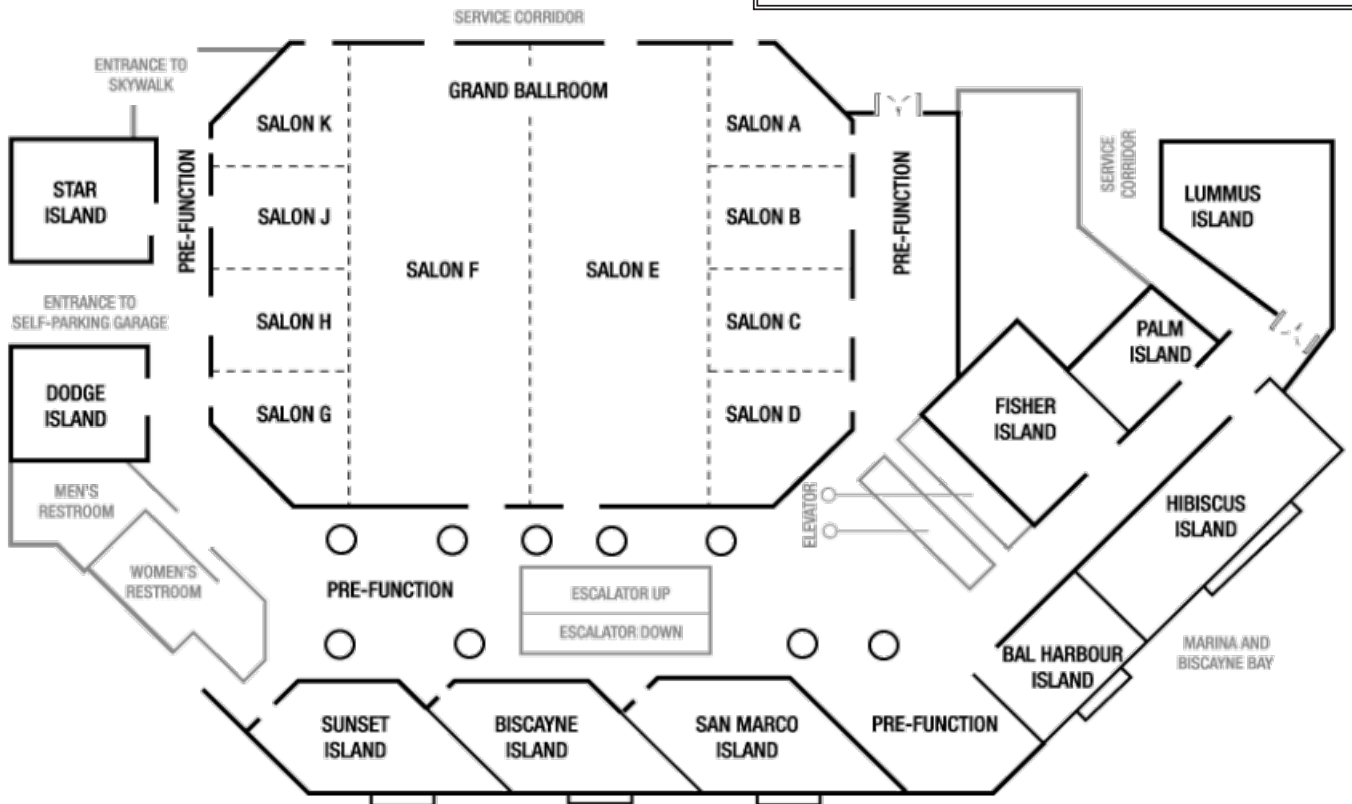 SERVICE CORRIDOR
ENTRANCE TO
SKYWALK
GRAND BALLROOM
SALON K
SALON A
STAR
ISLAND
PRE-FUNCTION
SALON J
SALON B
PRE-FUNCTION
SERVICE
CORRIDOR
LUMMUS
ISLAND
SALON F
SALON E
ENTRANCE TO
SELF-PARKING GARAGE
SALON H
SALON C
PALM
ISLAND
DODGE
ISLAND
SALON G
SALON D
FISHER
ISLAND
MEN'S
RESTROOM
ELEVATOR
HIBISCUS
ISLAND
WOMEN'S
RESTROOM
PRE-FUNCTION
ESCALATOR UP
ESCALATOR DOWN
BAL HARBOUR
ISLAND
MARINA AND
BISCAYNE BAY
SUNSET
ISLAND
BISCAYNE
ISLAND
SAN MARCO
ISLAND
PRE-FUNCTION